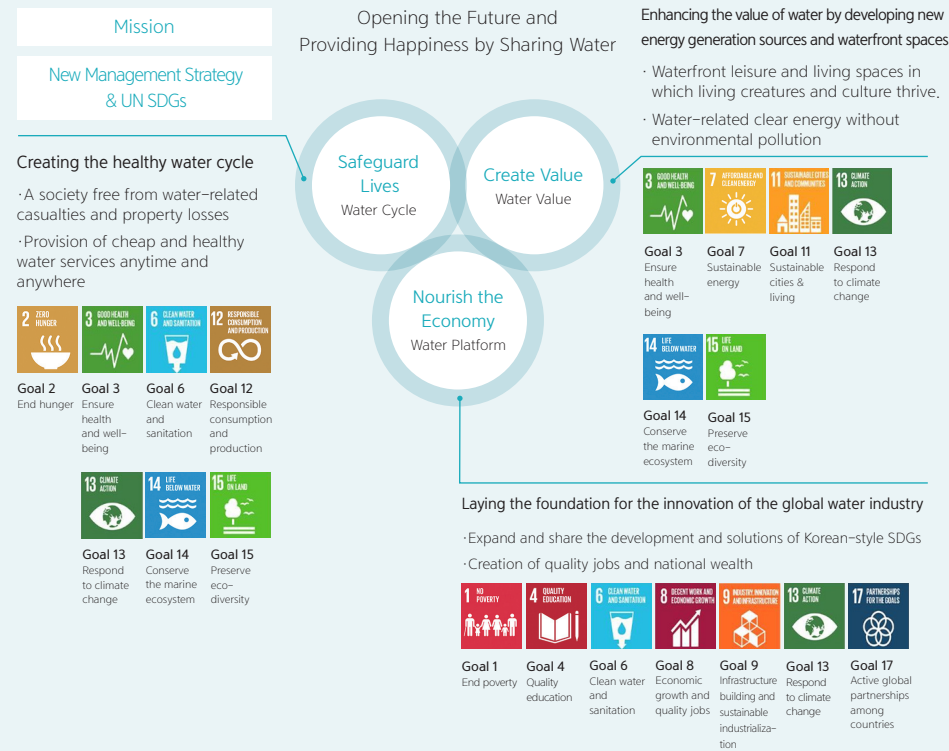 Mission
New Management Strategy
& UN SDGs
Opening the Future and
Providing Happiness by Sharing Water
Safeguard
Lives
Water Cycle
Create Value
Water Value
Nourish the
Economy
Water Platform
Creating the healthy water cycle
·A society free from water-related
casualties and property losses
·Provision of cheap and healthy
water services anytime and
anywhere
2 ZERO
HUNGER
3 GOOD HEALTH
AND WELL-BEING
6 CLEAN WATER
AND SANITATION
12 RESPONSIBLE
CONSUMPTION
AND PRODUCTION
Goal 2
End hunger
Goal 3
Ensure
health
and well-
being
Goal 6
Clean water
and
sanitation
Goal 12
Responsible
consumption
and
production
13 CLIMATE
ACTION
14 LIFE
BELOW WATER
15 LIFE
ON LAND
Goal 13
Respond
to climate
change
Goal 14
Conserve
the marine
ecosystem
Goal 15
Preserve
eco-
diversity
Enhancing the value of water by developing new
energy generation sources and waterfront spaces
· Waterfront leisure and living spaces in
which living creatures and culture thrive.
· Water-related clear energy without
environmental pollution
3 GOOD HEALTH
AND WELL-BEING
7 AFFORDABLE AND
CLEAN ENERGY
11 SUSTAINABLE CITIES
AND COMMUNITIES
13 CLIMATE
ACTION
Goal 3
Ensure
health
and well-
being
Goal 7
Sustainable
energy
Goal 11
Sustainable
cities &
living
Goal 13
Respond
to climate
change
14 LIFE
BELOW WATER
15 LIFE
ON LAND
Goal 14
Conserve
the marine
ecosystem
Goal 15
Preserve
eco-
diversity
Laying the foundation for the innovation of the global water industry
·Expand and share the development and solutions of Korean-style SDGs
·Creation of quality jobs and national wealth
1 NO
POVERTY
4 QUALITY
EDUCATION
6 CLEAN WATER
AND SANITATION
8 DECENT WORK AND
ECONOMIC GROWTH
9 INDUSTRY, INNOVATION
AND INFRASTRUCTURE
13 CLIMATE
ACTION
17 PARTNERSHIPS
FOR THE GOALS
Goal 1
End poverty
Goal 4
Quality
education
Goal 6
Clean water
and
sanitation
Goal 8
Economic
growth and
quality jobs
Goal 9
Infrastructure
building and
sustainable
industrializa-
tion
Goal 13
Respond
to climate
change
Goal 17
Active global
partnerships
among
countries